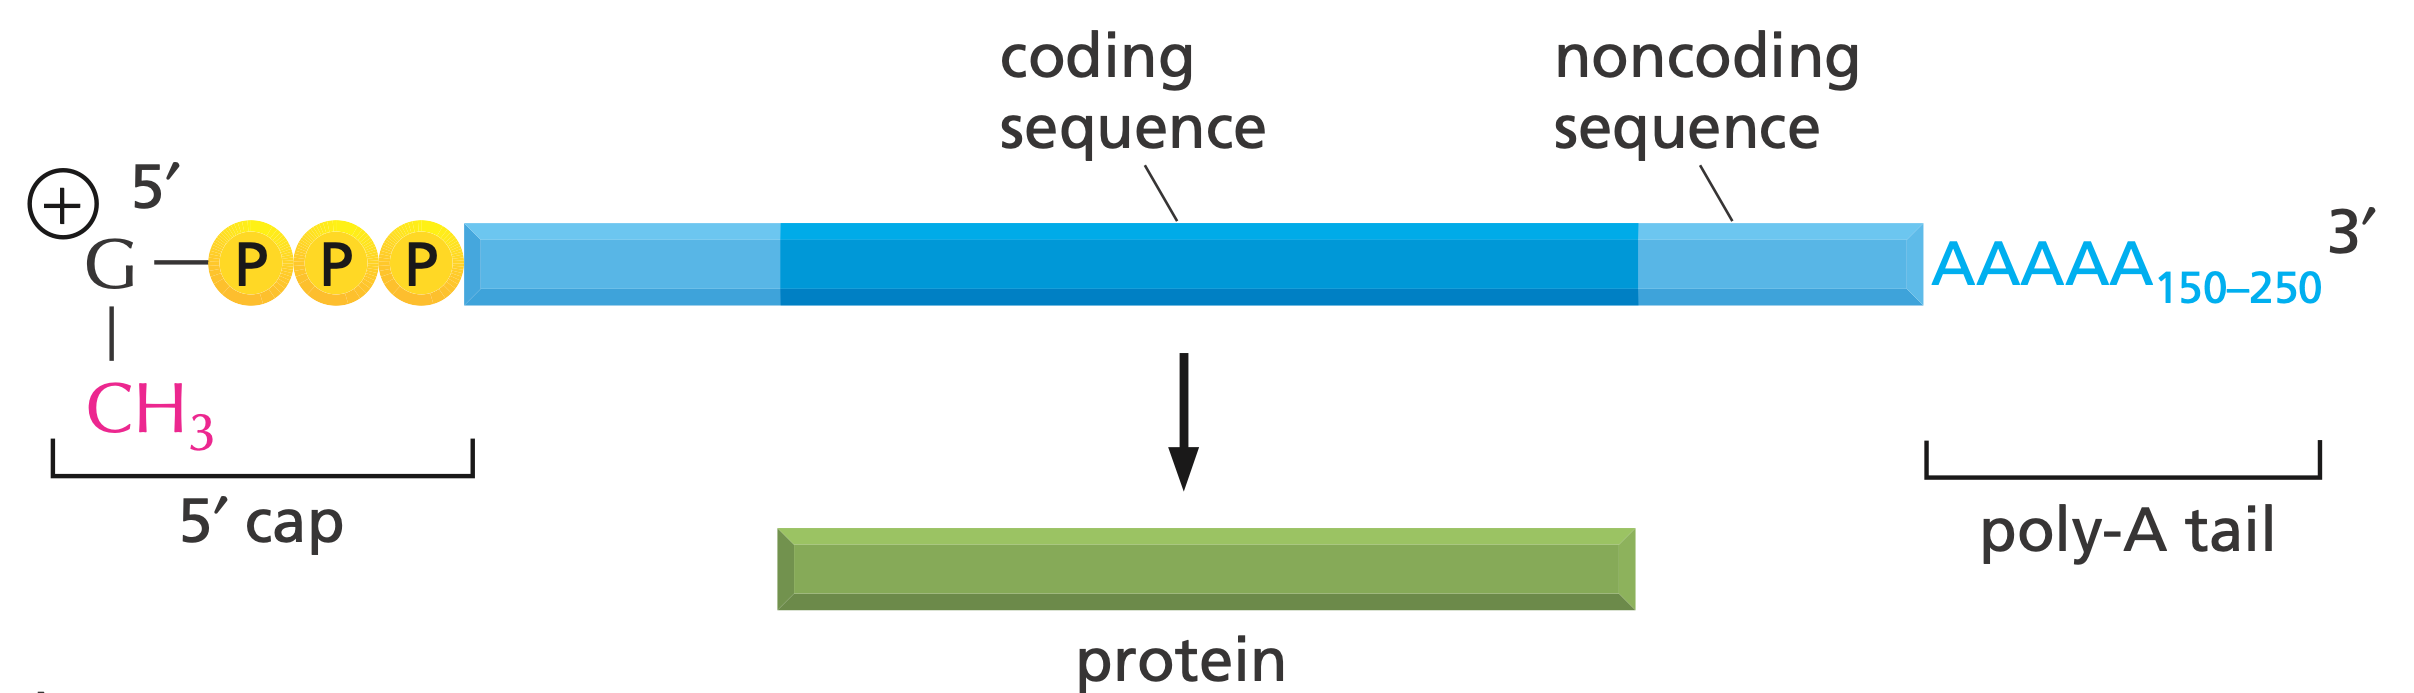 coding
sequence
noncoding
sequence
+
5′
G
P P P
AAAAA150–250
3′
CH3
5′ cap
poly-A tail
protein